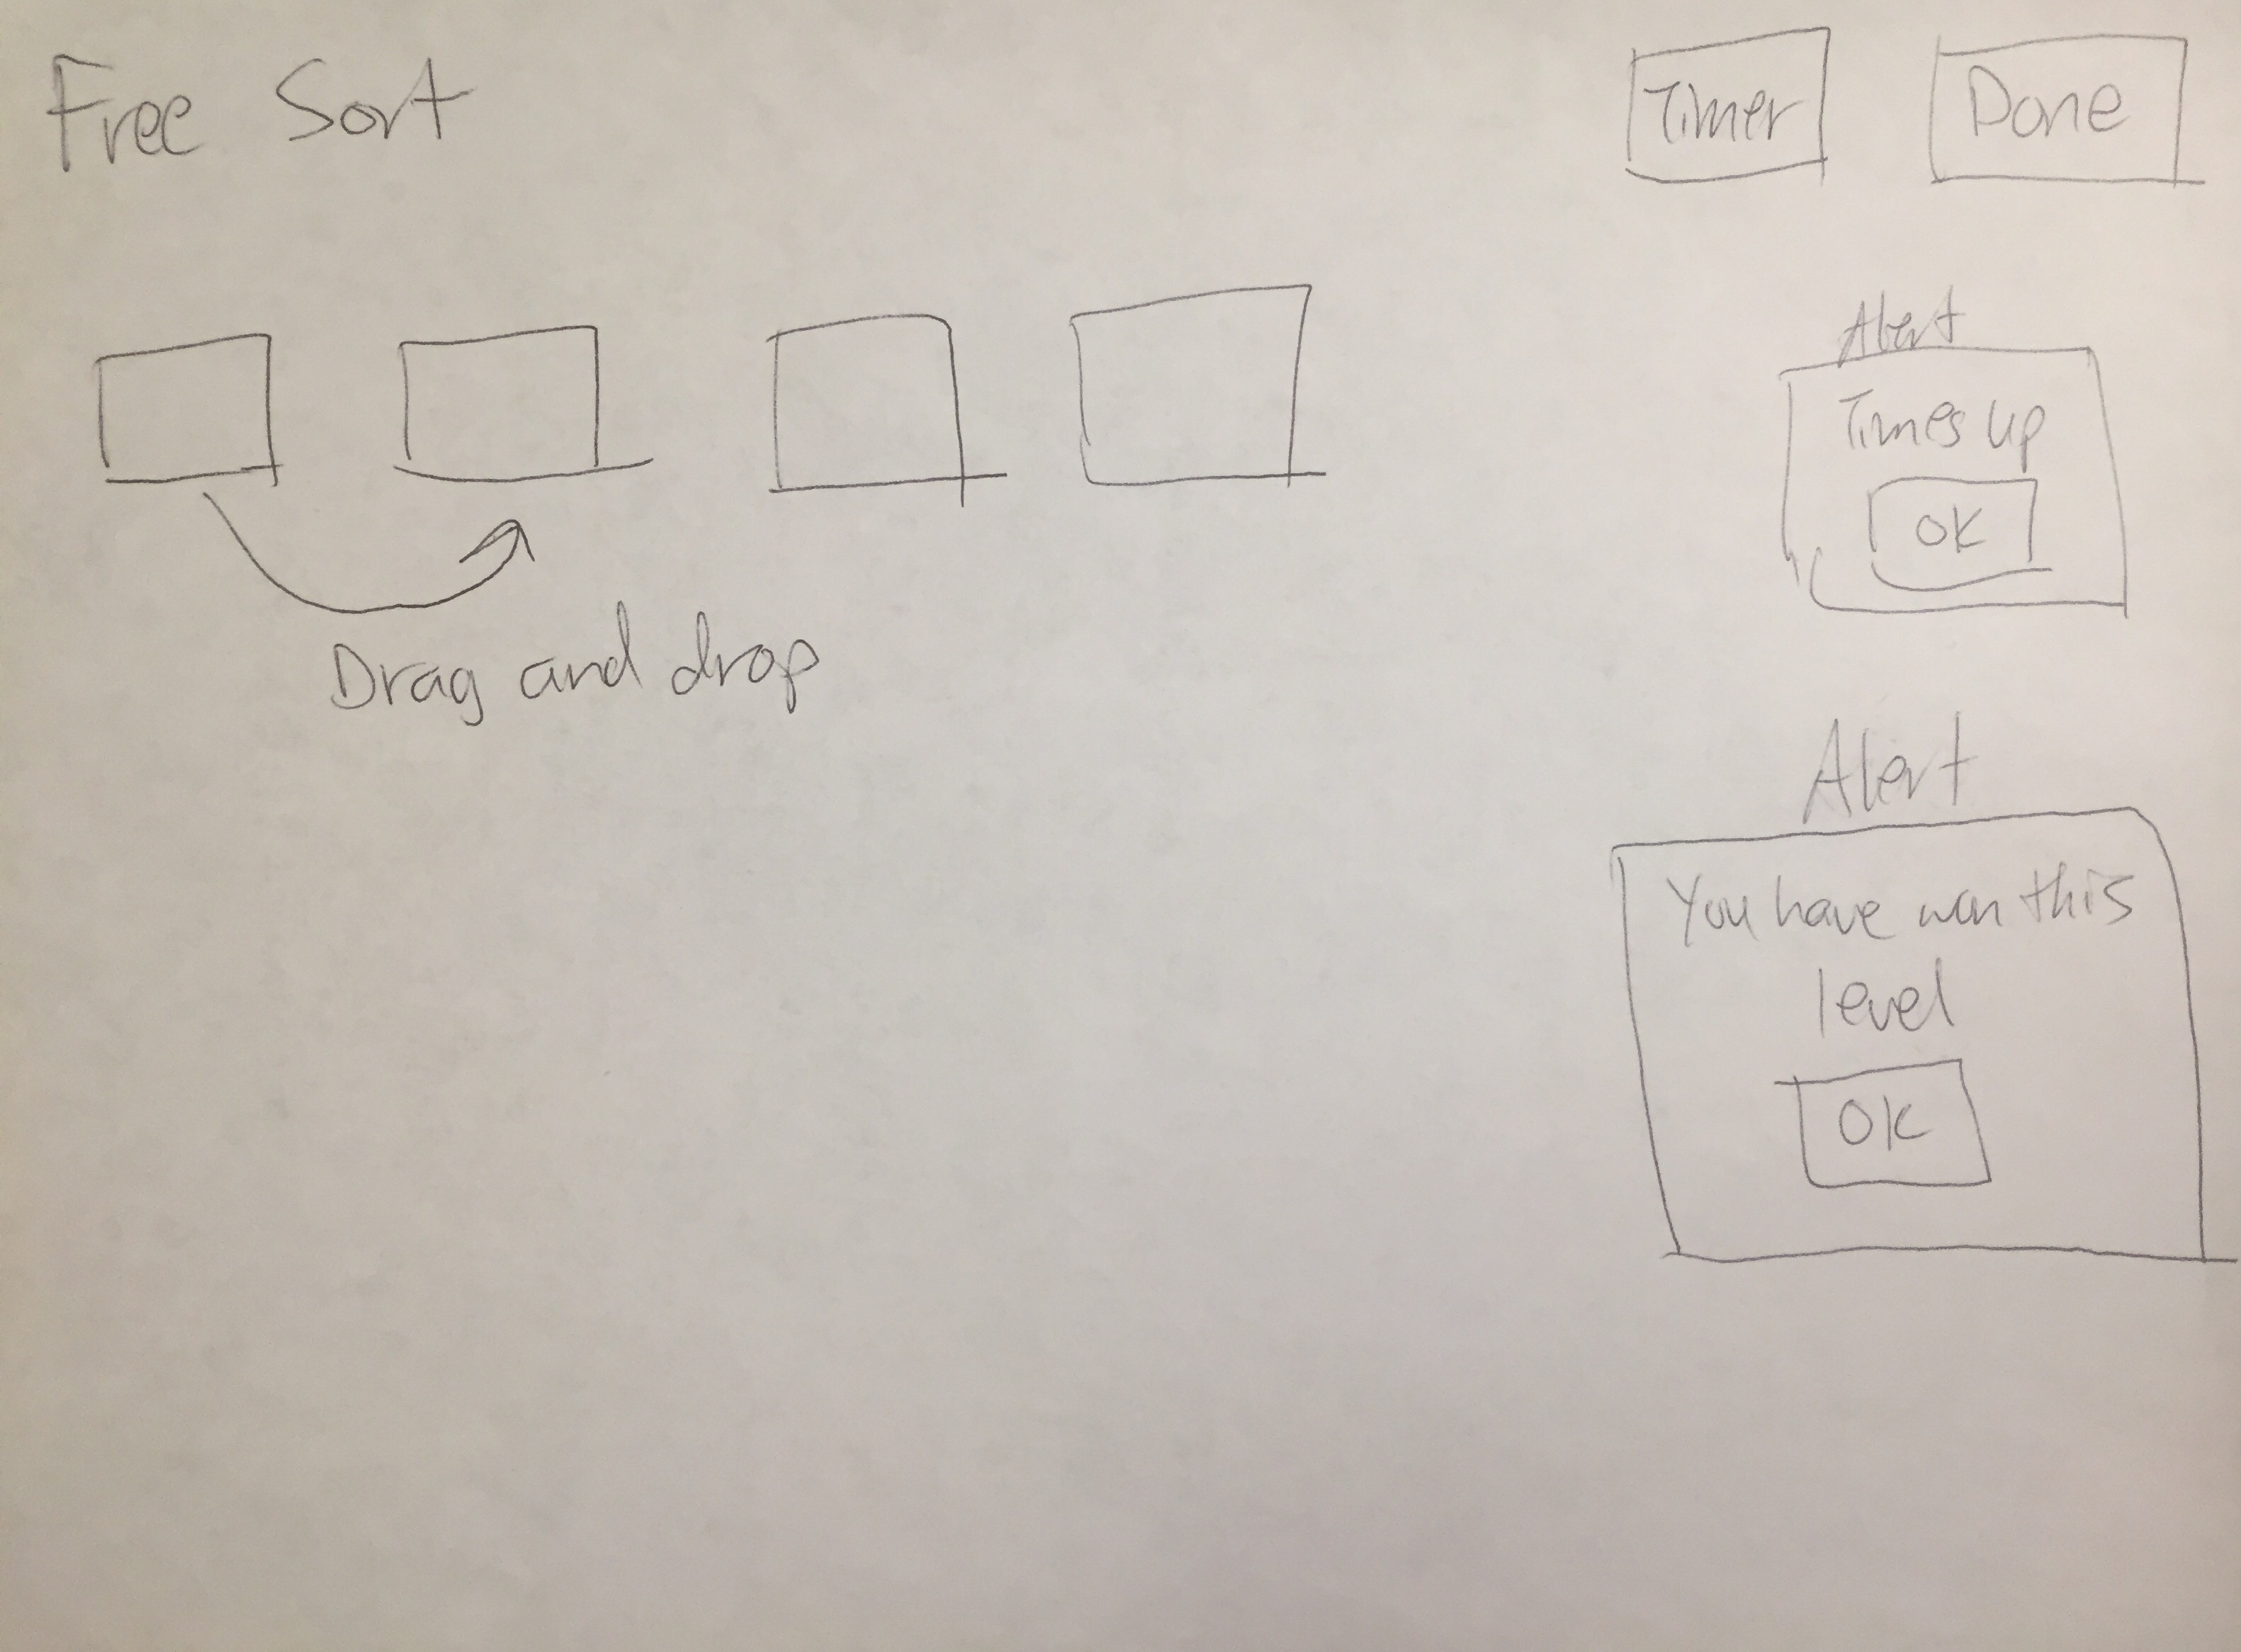 Free Sort
Timer
Done
Alert
Times up
OK
Drag and drop
Alert
You have won this
level
OK